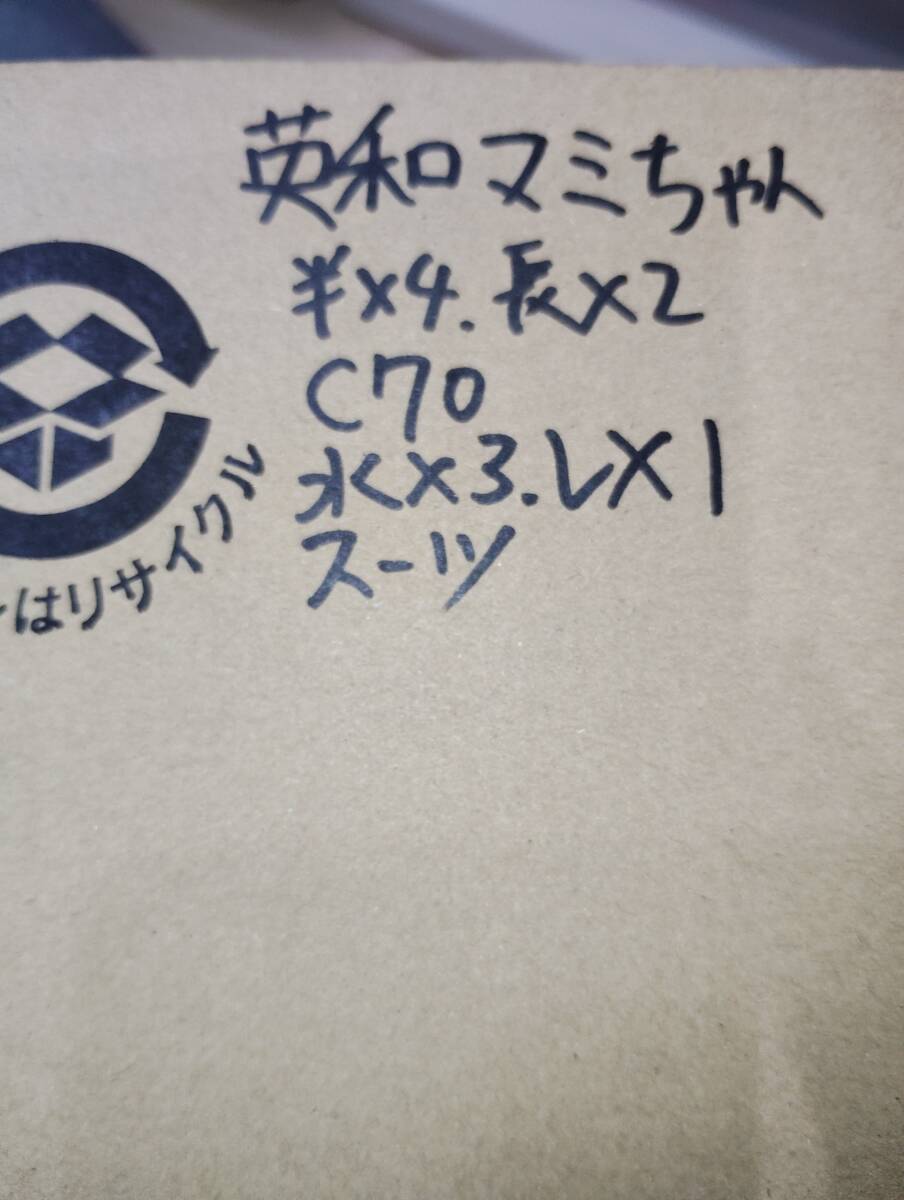 英和マミちゃん
半×4.長×2
C70
水×3.レ×1
スーツ
はリサイクル